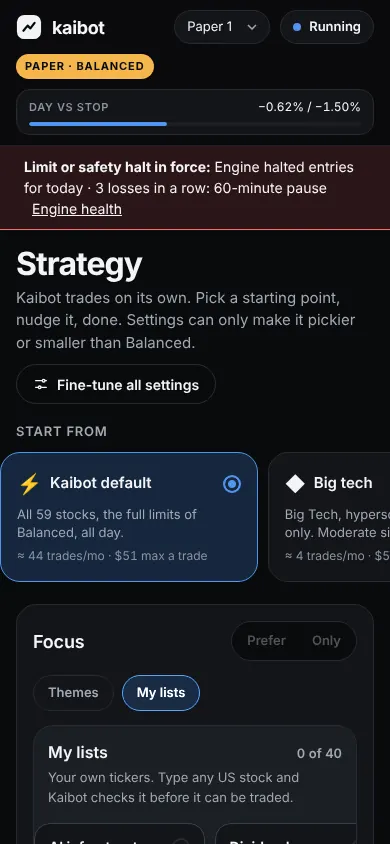 kaibot
Paper 1
Running
PAPER · BALANCED
DAY VS STOP
−0.62% / −1.50%
Limit or safety halt in force: Engine halted entries
for today · 3 losses in a row: 60-minute pause
Engine health
Strategy
Kaibot trades on its own. Pick a starting point,
nudge it, done. Settings can only make it pickier
or smaller than Balanced.
Fine-tune all settings
START FROM
Kaibot default
All 59 stocks, the full limits of
Balanced, all day.
≈ 44 trades/mo · $51 max a trade
Big tech
Big Tech,
only. Moderate
≈ 4 trades/mo
Focus
Prefer
Only
Themes
My lists
My lists
0 of 40
Your own tickers. Type any US stock and
Kaibot checks it before it can be traded.